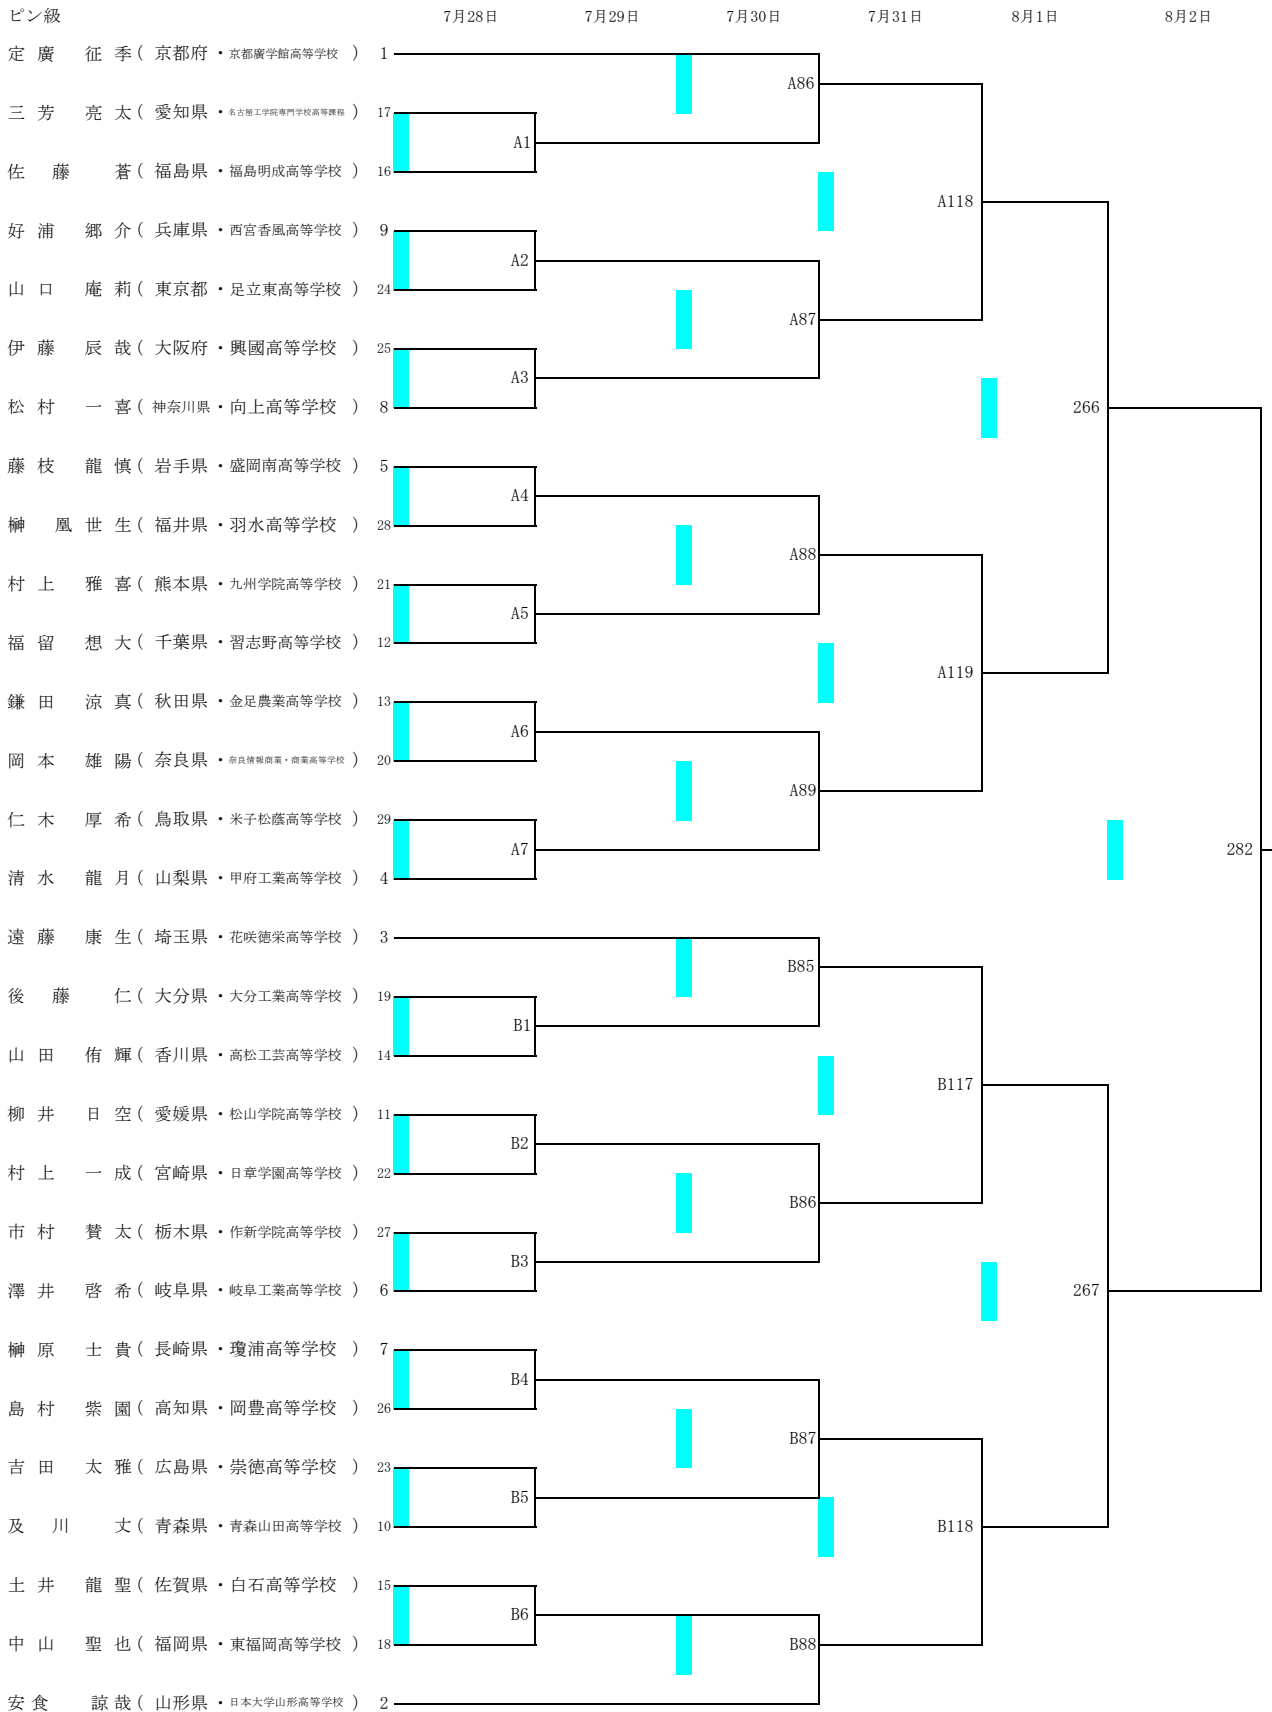 ピン級 7月28日 7月29日 7月30日 7月31日 8月1日 8月2日
定廣 征季(京都府・京都廣学館高等学校) 1
A86
三芳 亮太(愛知県・名古屋工学院専門学校高等課程) 17
A1
佐藤 蒼(福島県・福島明成高等学校) 16
A118
好浦 郷介(兵庫県・西宮香風高等学校) 9
A2
山口 庵莉(東京都・足立東高等学校) 24
A87
伊藤 辰哉(大阪府・興國高等学校) 25
A3
松村 一喜(神奈川県・向上高等学校) 8
266
藤枝 龍慎(岩手県・盛岡南高等学校) 5
A4
榊 凰世生(福井県・羽水高等学校) 28
A88
村上 雅喜(熊本県・九州学院高等学校) 21
A5
福留 想大(千葉県・習志野高等学校) 12
A119
鎌田 涼真(秋田県・金足農業高等学校) 13
A6
岡本 雄陽(奈良県・奈良情報商業・商業高等学校) 20
A89
仁木 厚希(鳥取県・米子松蔭高等学校) 29
A7 282
清水 龍月(山梨県・甲府工業高等学校) 4
遠藤 康生(埼玉県・花咲徳栄高等学校) 3
B85
後藤 仁(大分県・大分工業高等学校) 19
B1
山田 侑輝(香川県・高松工芸高等学校) 14
B117
柳井 日空(愛媛県・松山学院高等学校) 11
B2
村上 一成(宮崎県・日章学園高等学校) 22
B86
市村 賛太(栃木県・作新学院高等学校) 27
B3
澤井 啓希(岐阜県・岐阜工業高等学校) 6
267
榊原 士貴(長崎県・瓊浦高等学校) 7
B4
島村 紫園(高知県・岡豊高等学校) 26
B87
吉田 太雅(広島県・崇徳高等学校) 23
B5
及川 丈(青森県・青森山田高等学校) 10
B118
土井 龍聖(佐賀県・白石高等学校) 15
B6
中山 聖也(福岡県・東福岡高等学校) 18
B88
安食 諒哉(山形県・日本大学山形高等学校) 2